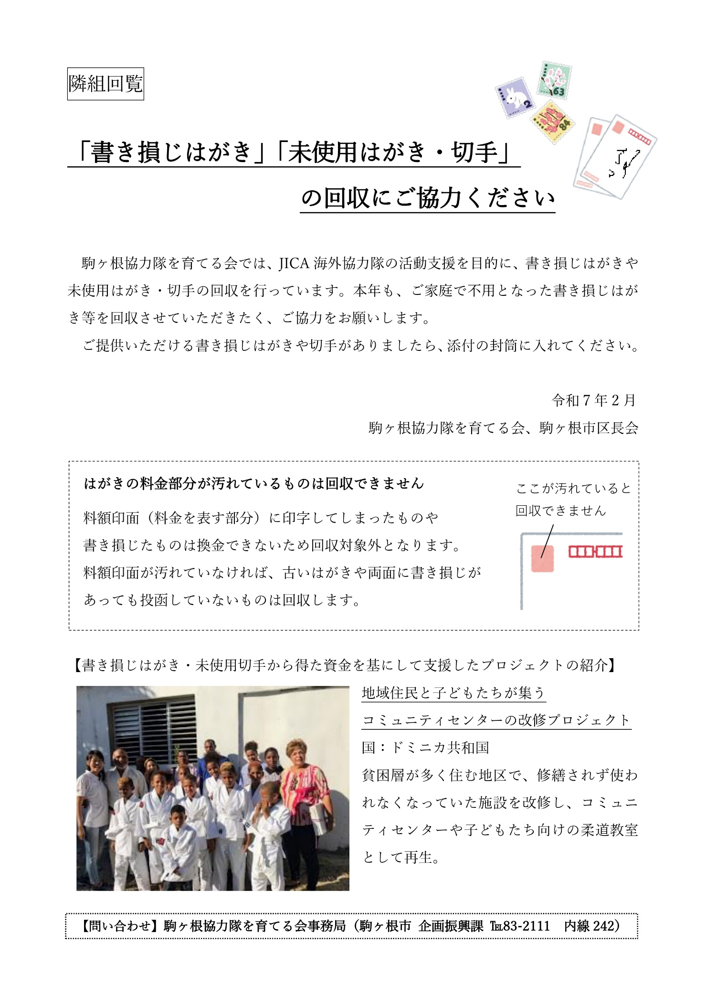 隣組回覧
2
63
84
「書き損じはがき」「未使用はがき・切手」
の回収にご協力ください
駒ヶ根協力隊を育てる会では、JICA 海外協力隊の活動支援を目的に、書き損じはがきや
未使用はがき・切手の回収を行っています。本年も、ご家庭で不用となった書き損じはが
き等を回収させていただきたく、ご協力をお願いします。
ご提供いただける書き損じはがきや切手がありましたら、添付の封筒に入れてください。
令和７年２月
駒ヶ根協力隊を育てる会、駒ヶ根市区長会
はがきの料金部分が汚れているものは回収できません
料額印面（料金を表す部分）に印字してしまったものや
書き損じたものは換金できないため回収対象外となります。
料額印面が汚れていなければ、古いはがきや両面に書き損じが
あっても投函していないものは回収します。
ここが汚れていると
回収できません
【書き損じはがき・未使用切手から得た資金を基にして支援したプロジェクトの紹介】
地域住民と子どもたちが集う
コミュニティセンターの改修プロジェクト
国：ドミニカ共和国
貧困層が多く住む地区で、修繕されず使わ
れなくなっていた施設を改修し、コミュニ
ティセンターや子どもたち向けの柔道教室
として再生。
【問い合わせ】駒ヶ根協力隊を育てる会事務局（駒ヶ根市 企画振興課 ℡83-2111　内線 242）